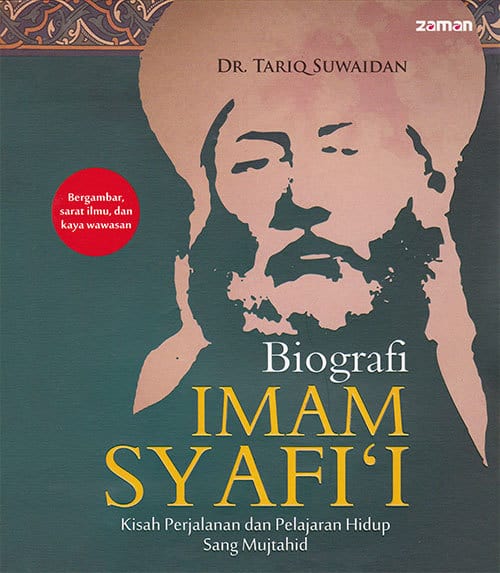 zaman
DR. TARIQ SUWAIDAN
Bergambar,
sarat ilmu, dan
kaya wawasan
Biografi
IMAM
SYAFI‘I
Kisah Perjalanan dan Pelajaran Hidup
Sang Mujtahid